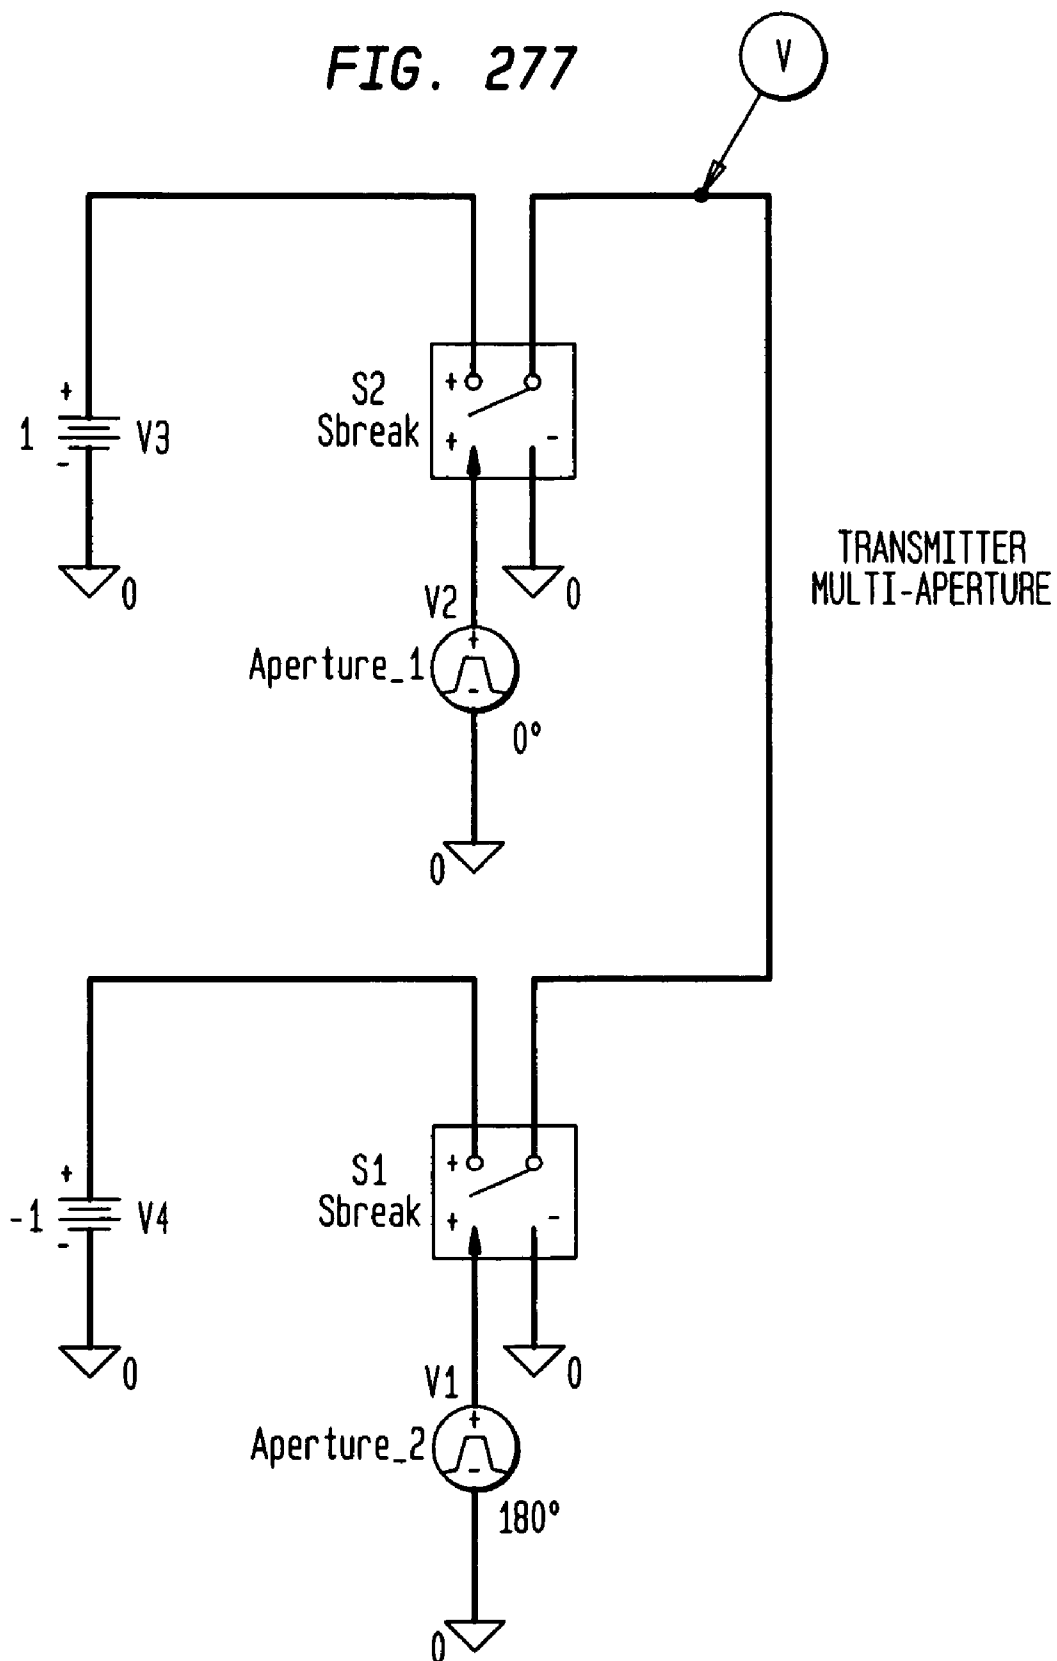 FIG. 277
V
+
S2
Sbreak
+
+
-
1
V3
-
0
0
TRANSMITTER
MULTI-APERTURE
V2
Aperture_1
+
-
0°
0
+
S1
Sbreak
+
+
-
-1
V4
-
0
0
V1
Aperture_2
+
-
180°
0